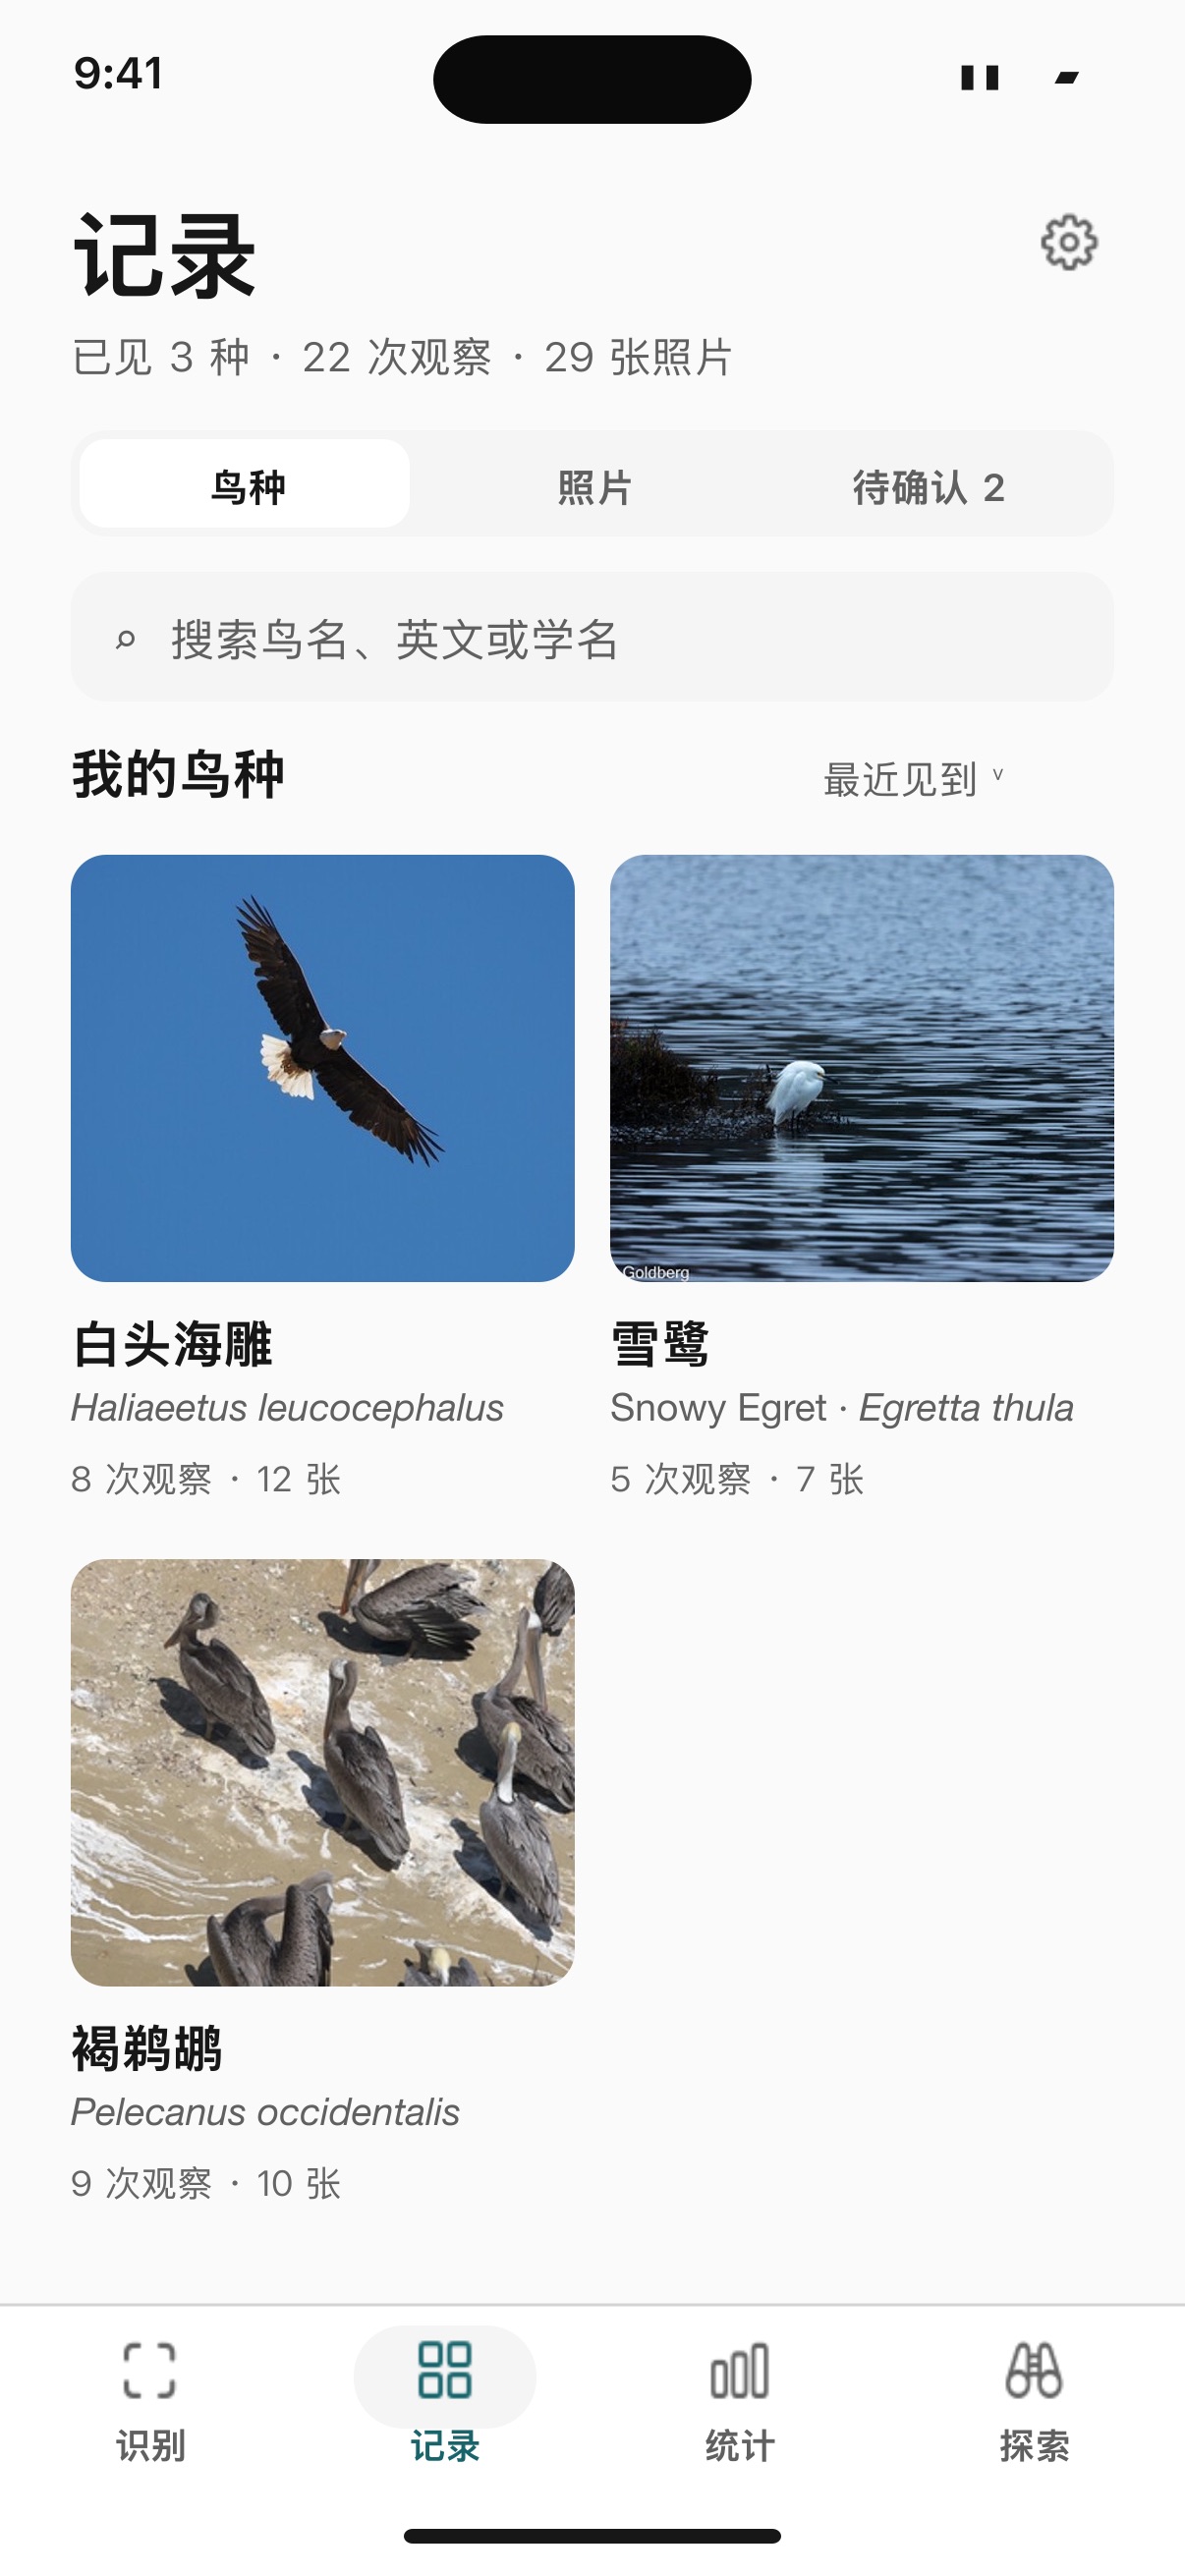 9:41
记录
已见 3 种 · 22 次观察 · 29 张照片
鸟种
照片
待确认 2
搜索鸟名、英文或学名
我的鸟种
最近见到
Goldberg
白头海雕
Haliaeetus leucocephalus
8 次观察 · 12 张
雪鹭
Snowy Egret · Egretta thula
5 次观察 · 7 张
褐鹈鹕
Pelecanus occidentalis
9 次观察 · 10 张
识别
记录
统计
探索